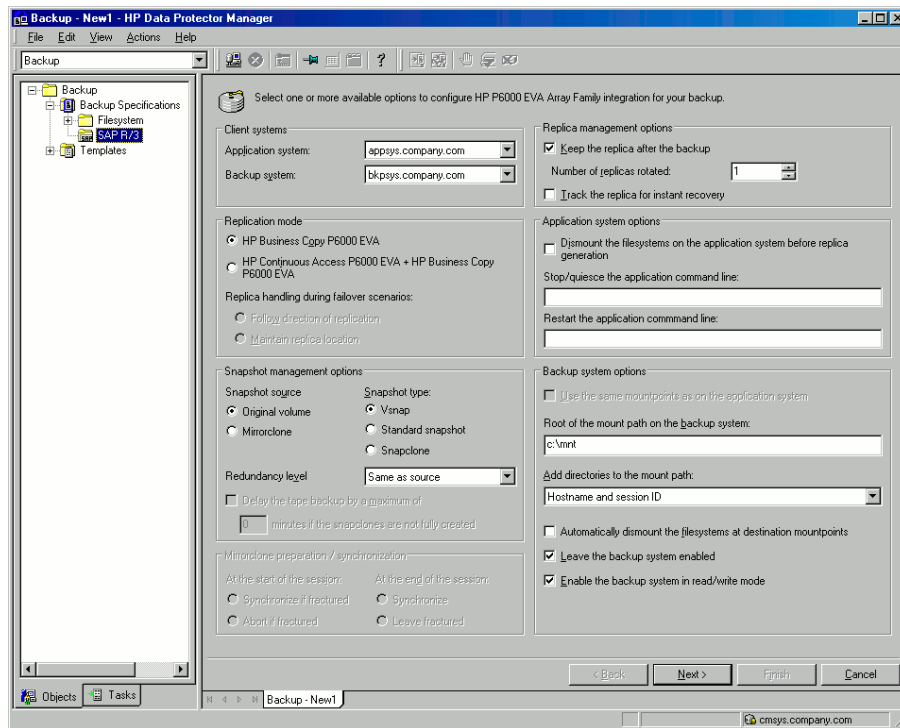 Backup - New1 - HP Data Protector Manager
File Edit View Actions Help
Backup
Backup
Backup Specifications
Filesystem
SAP R/3
Templates
Objects
Tasks
Select one or more available options to configure HP P6000 EVA Array Family integration for your backup.
Client systems
Application system:
appsys.company.com
Backup system:
bkpsys.company.com
Replication mode
HP Business Copy P6000 EVA
HP Continuous Access P6000 EVA + HP Business Copy
P6000 EVA
Replica handling during failover scenarios:
Follow direction of replication
Maintain replica location
Snapshot management options
Snapshot source
Original volume
Mirrorclone
Snapshot type:
Vsnap
Standard snapshot
Snapclone
Redundancy level
Same as source
Delay the tape backup by a maximum of
0 minutes if the snapclones are not fully created
Mirrorclone preparation / synchronization
At the start of the session:
Synchronize if fractured
Abort if fractured
At the end of the session:
Synchronize
Leave fractured
Replica management options
Keep the replica after the backup
Number of replicas rotated:
1
Track the replica for instant recovery
Application system options
Dismount the filesystems on the application system before replica
generation
Stop/quiesce the application command line:
Restart the application commmand line:
Backup system options
Use the same mountpoints as on the application system
Root of the mount path on the backup system:
c:\mnt
Add directories to the mount path:
Hostname and session ID
Automatically dismount the filesystems at destination mountpoints
Leave the backup system enabled
Enable the backup system in read/write mode
< Back
Next >
Finish
Cancel
Backup - New1
cmsys.company.com